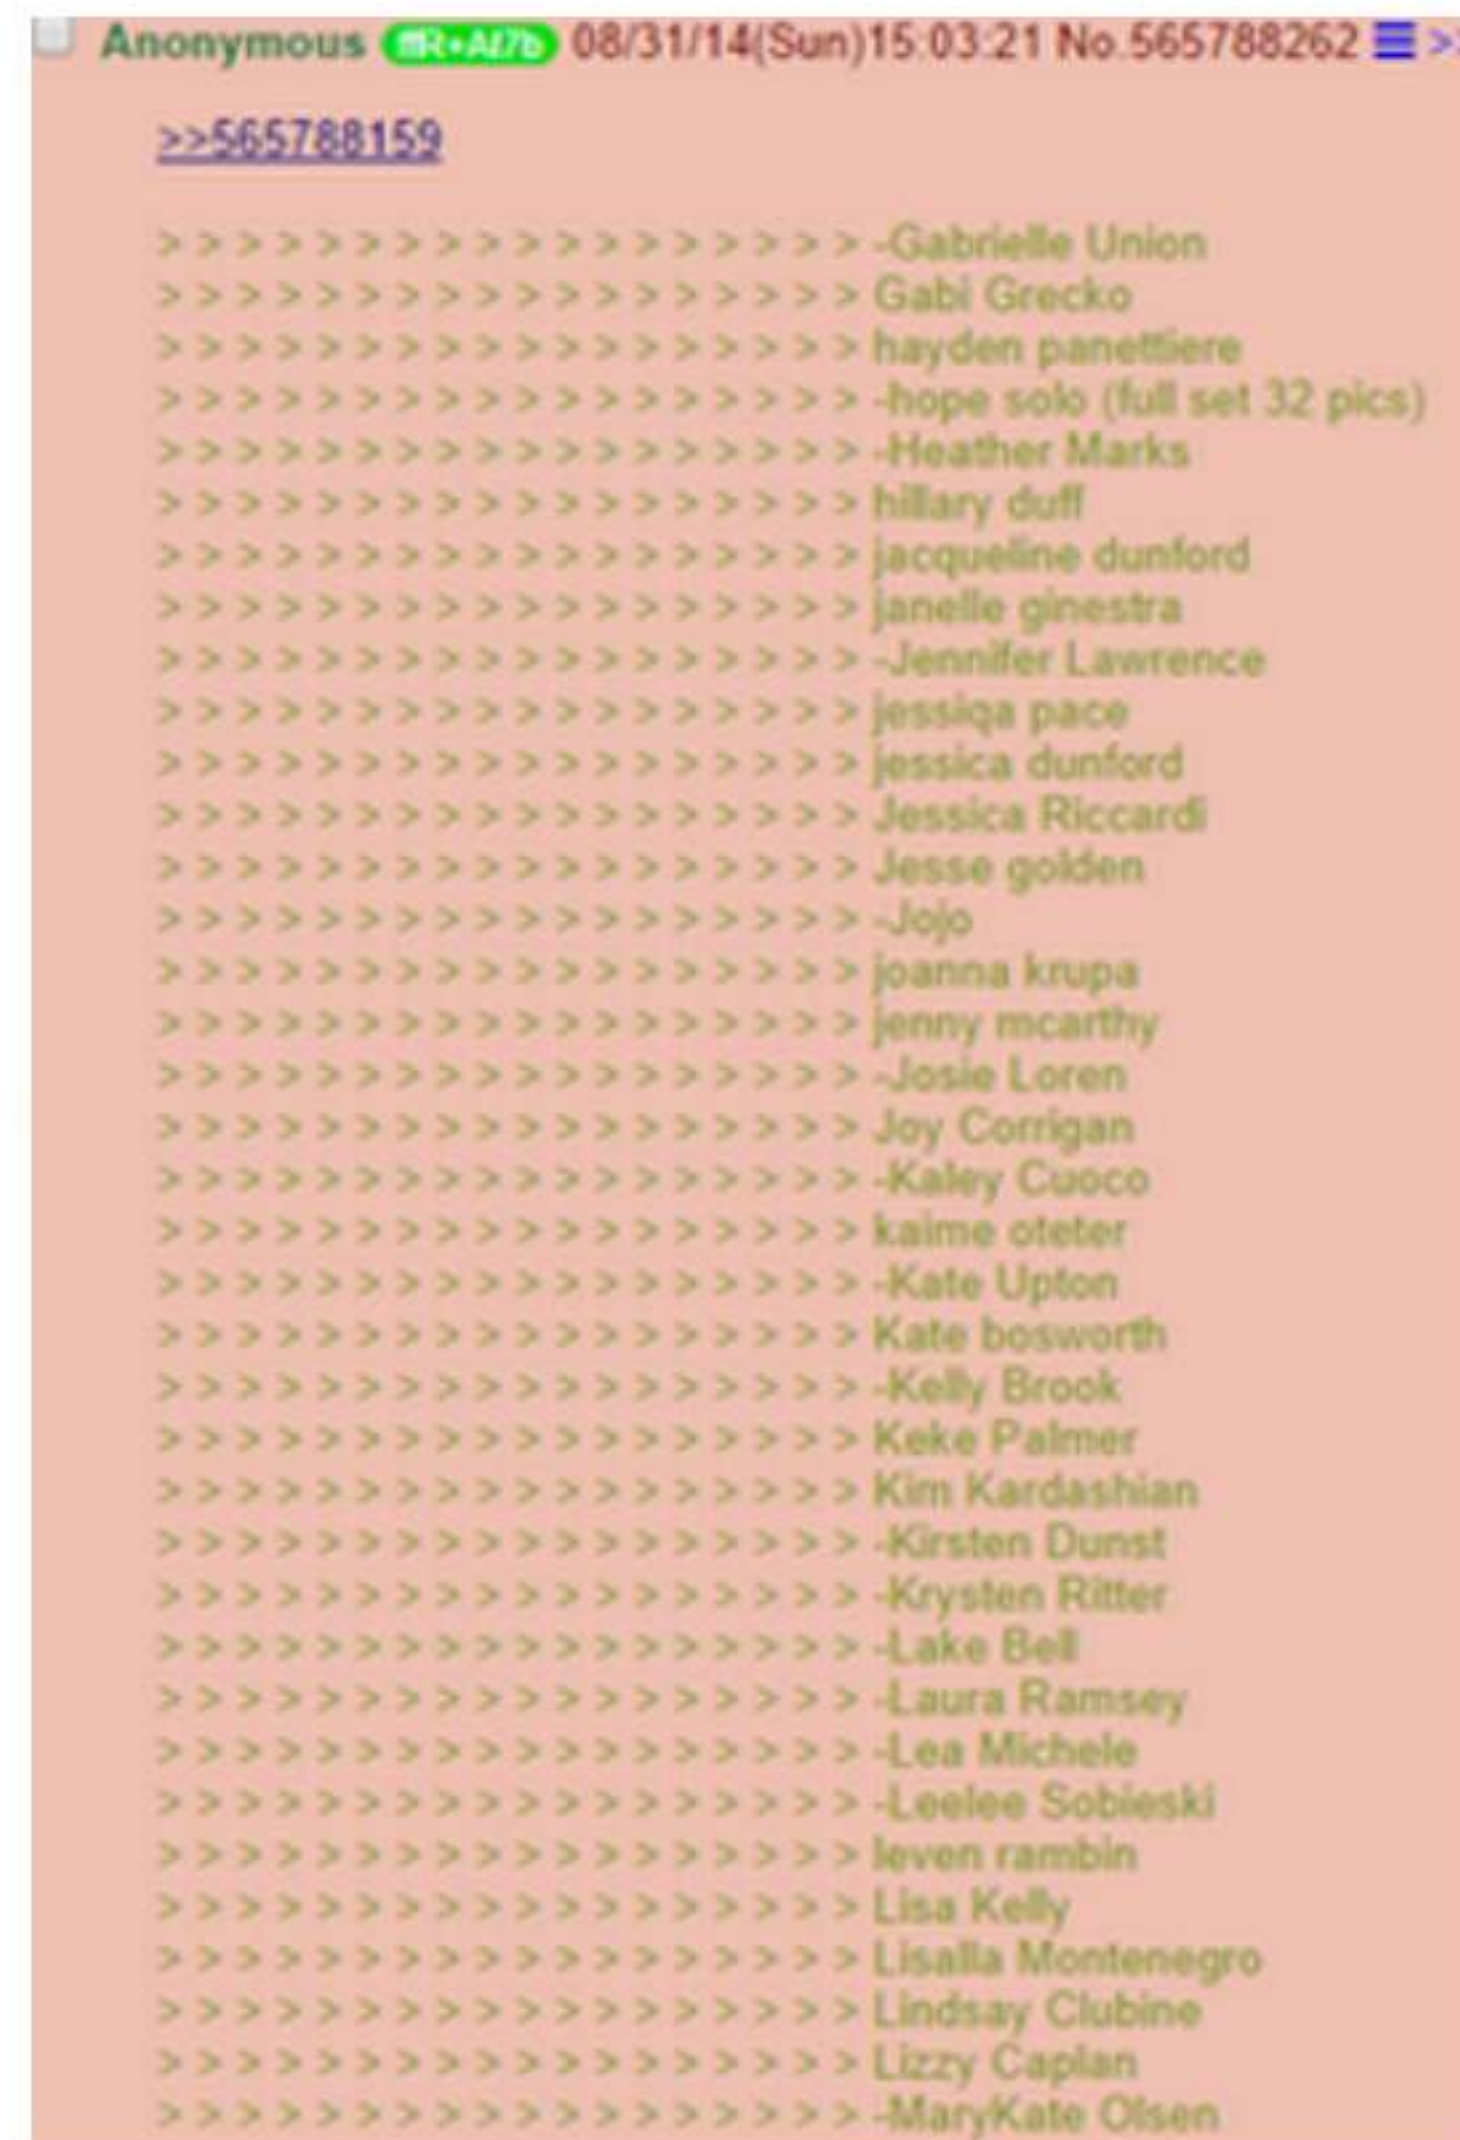 Anonymous 08/31/14(Sun)15:03:21 No.565788262
>>565788159
> > > > > > > > > > > > > > > > > > -Gabrielle Union
> > > > > > > > > > > > > > > > > > Gabi Grecko
> > > > > > > > > > > > > > > > > > hayden panettiere
> > > > > > > > > > > > > > > > > > -hope solo (full set 32 pics)
> > > > > > > > > > > > > > > > > > -Heather Marks
> > > > > > > > > > > > > > > > > > hillary duff
> > > > > > > > > > > > > > > > > > jacqueline dunford
> > > > > > > > > > > > > > > > > > janelle ginestra
> > > > > > > > > > > > > > > > > > -Jennifer Lawrence
> > > > > > > > > > > > > > > > > > jessiqa pace
> > > > > > > > > > > > > > > > > > jessica dunford
> > > > > > > > > > > > > > > > > > Jessica Riccardi
> > > > > > > > > > > > > > > > > > Jesse golden
> > > > > > > > > > > > > > > > > > -Jojo
> > > > > > > > > > > > > > > > > > joanna krupa
> > > > > > > > > > > > > > > > > > jenny mcarthy
> > > > > > > > > > > > > > > > > > -Josie Loren
> > > > > > > > > > > > > > > > > > Joy Corrigan
> > > > > > > > > > > > > > > > > > -Kaley Cuoco
> > > > > > > > > > > > > > > > > > kaime oteter
> > > > > > > > > > > > > > > > > > -Kate Upton
> > > > > > > > > > > > > > > > > > Kate bosworth
> > > > > > > > > > > > > > > > > > -Kelly Brook
> > > > > > > > > > > > > > > > > > Keke Palmer
> > > > > > > > > > > > > > > > > > Kim Kardashian
> > > > > > > > > > > > > > > > > > -Kirsten Dunst
> > > > > > > > > > > > > > > > > > -Krysten Ritter
> > > > > > > > > > > > > > > > > > -Lake Bell
> > > > > > > > > > > > > > > > > > -Laura Ramsey
> > > > > > > > > > > > > > > > > > -Lea Michele
> > > > > > > > > > > > > > > > > > -Leelee Sobieski
> > > > > > > > > > > > > > > > > > leven rambin
> > > > > > > > > > > > > > > > > > Lisa Kelly
> > > > > > > > > > > > > > > > > > Lisalla Montenegro
> > > > > > > > > > > > > > > > > > Lindsay Clubine
> > > > > > > > > > > > > > > > > > Lizzy Caplan
> > > > > > > > > > > > > > > > > > -MaryKate Olsen